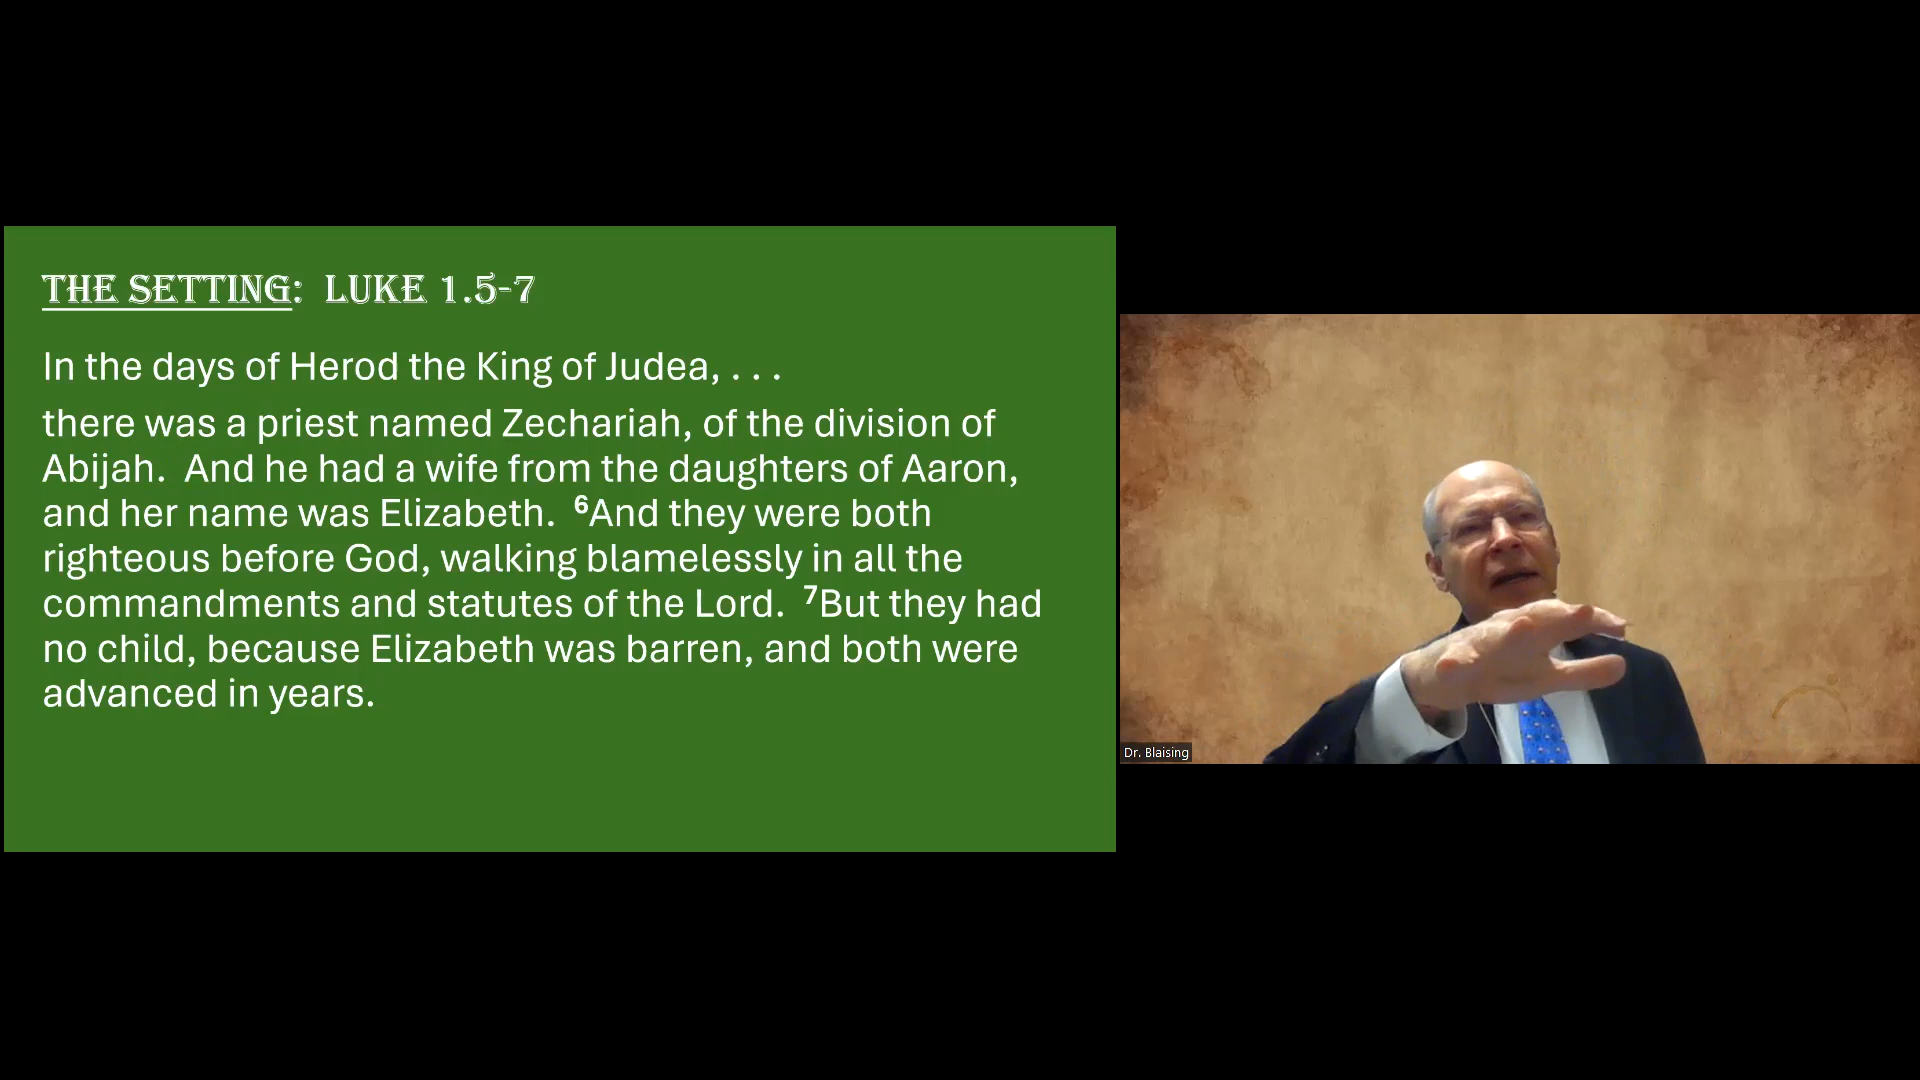 THE SETTING: LUKE 1.5-7
In the days of Herod the King of Judea, . . .
there was a priest named Zechariah, of the division of
Abijah.  And he had a wife from the daughters of Aaron,
and her name was Elizabeth.  ⁶And they were both
righteous before God, walking blamelessly in all the
commandments and statutes of the Lord.  ⁷But they had
no child, because Elizabeth was barren, and both were
advanced in years.
Dr. Blaising